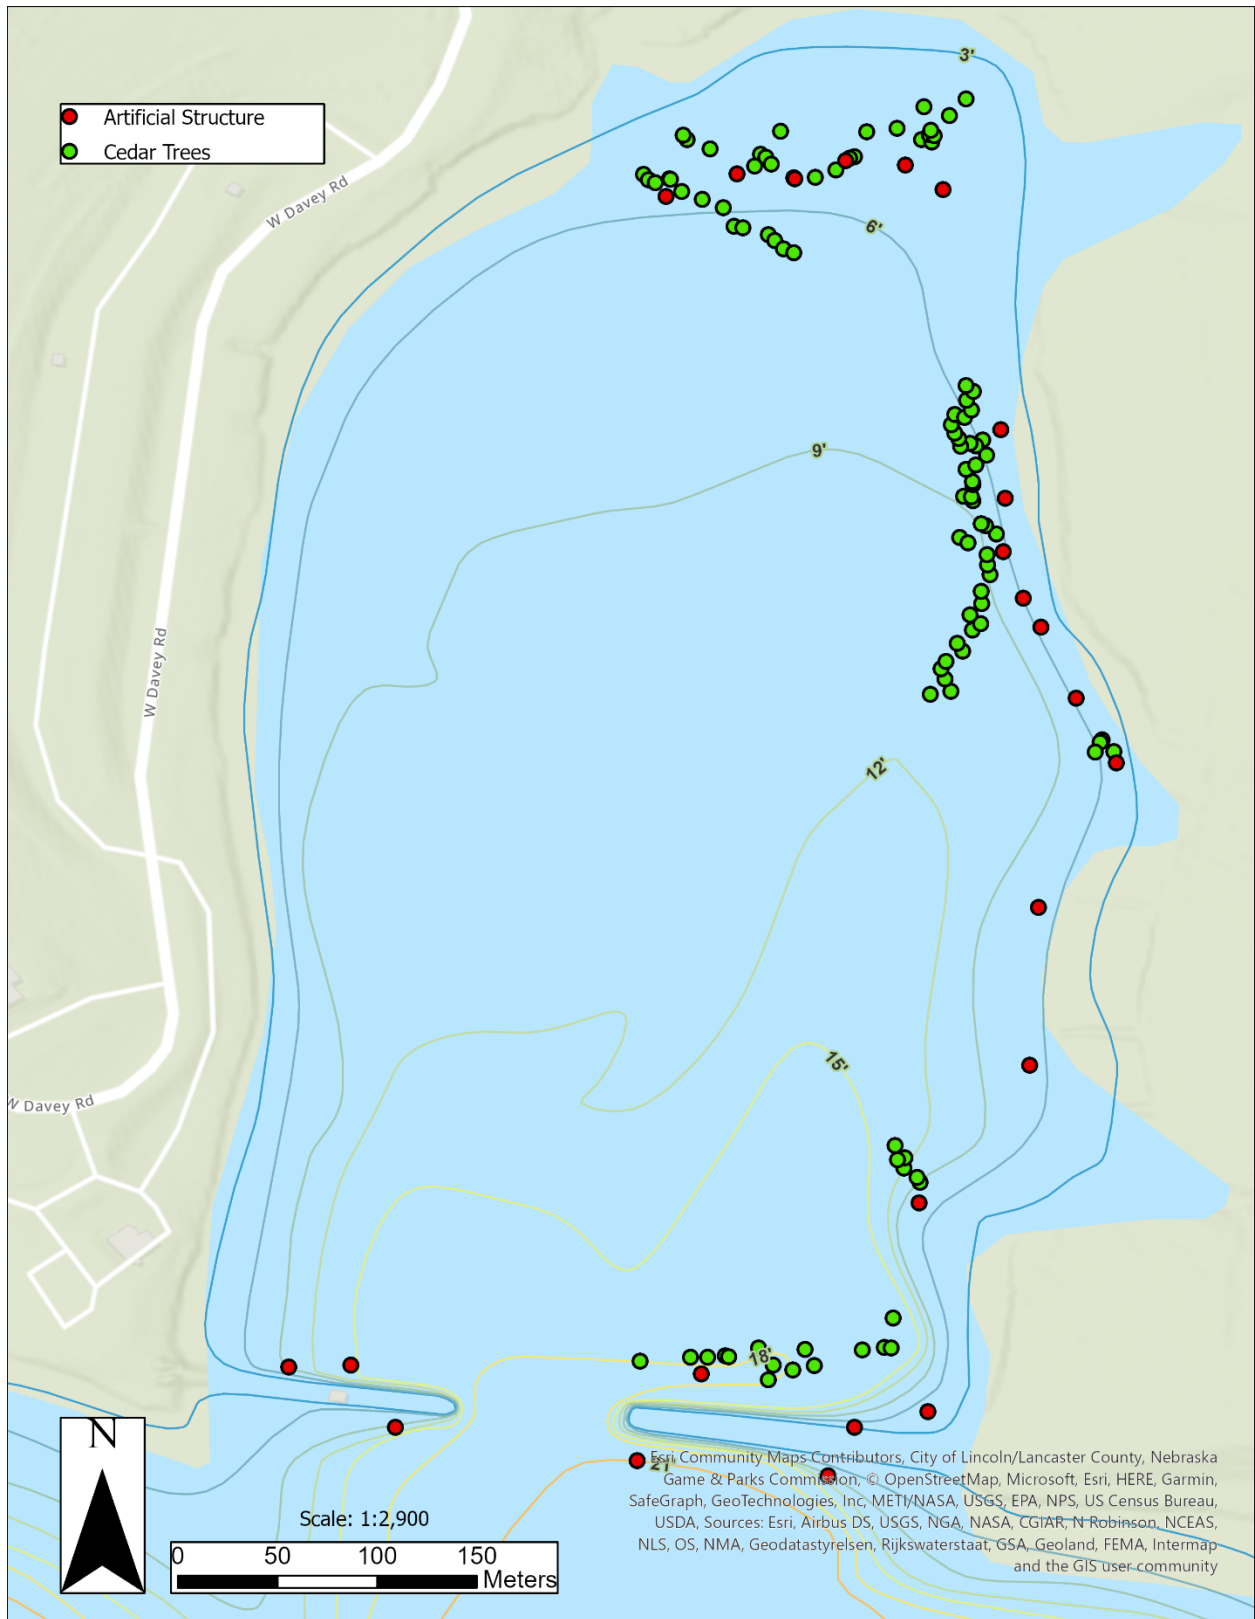 3'
Artificial Structure
Cedar Trees
W Davey Rd
6'
9'
W Davey Rd
12'
15'
W Davey Rd
18'
N
21'
Esri Community Maps Contributors, City of Lincoln/Lancaster County, Nebraska
Game & Parks Commission, © OpenStreetMap, Microsoft, Esri, HERE, Garmin,
SafeGraph, GeoTechnologies, Inc, METI/NASA, USGS, EPA, NPS, US Census Bureau,
USDA, Sources: Esri, Airbus DS, USGS, NGA, NASA, CGIAR, N Robinson, NCEAS,
NLS, OS, NMA, Geodatastyrelsen, Rijkswaterstaat, GSA, Geoland, FEMA, Intermap
and the GIS user community
Scale: 1:2,900
0 50 100 150
Meters